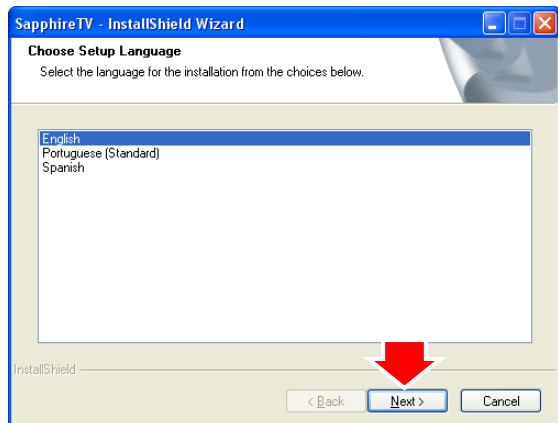 SapphireTV - InstallShield Wizard
Choose Setup Language
Select the language for the installation from the choices below.
English
Portuguese (Standard)
Spanish
InstallShield
< Back
Next >
Cancel